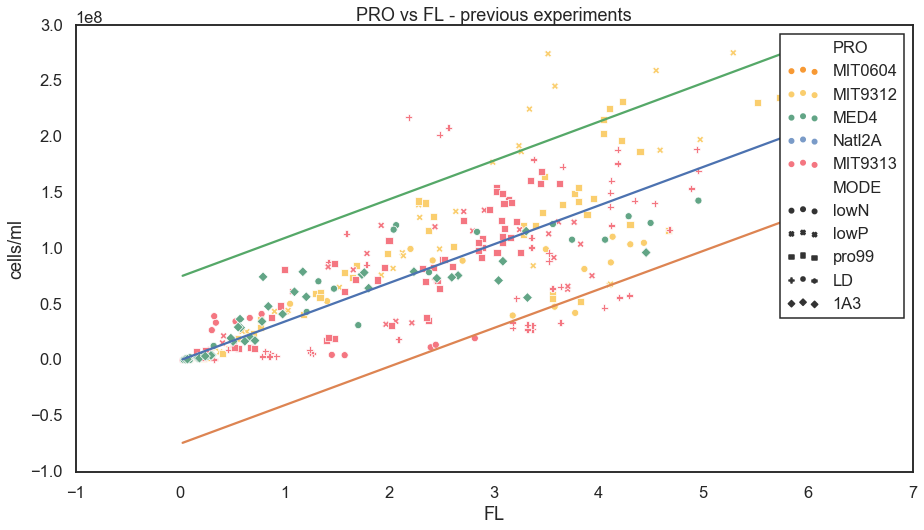 PRO vs FL - previous experiments
1e8
3.0
2.5
2.0
1.5
1.0
0.5
0.0
−0.5
−1.0
cells/ml
−1
0
1
2
3
4
5
6
7
FL
PRO
MIT0604
MIT9312
MED4
Natl2A
MIT9313
MODE
lowN
lowP
pro99
LD
1A3